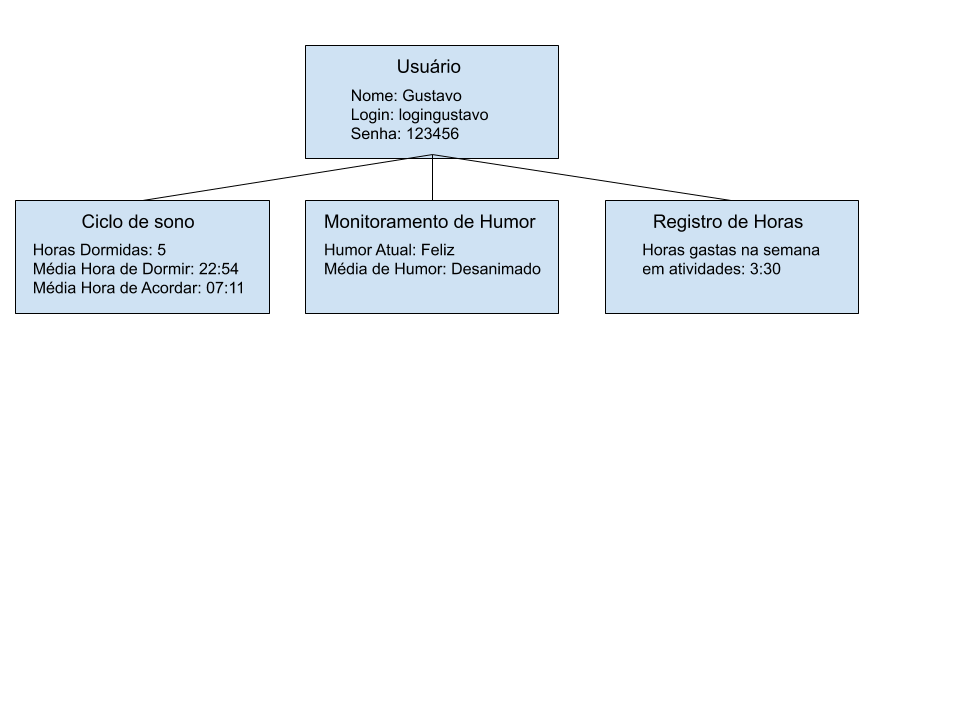 Usuário
Nome: Gustavo
Login: logingustavo
Senha: 123456
Ciclo de sono
Horas Dormidas: 5
Média Hora de Dormir: 22:54
Média Hora de Acordar: 07:11
Monitoramento de Humor
Humor Atual: Feliz
Média de Humor: Desanimado
Registro de Horas
Horas gastas na semana
em atividades: 3:30